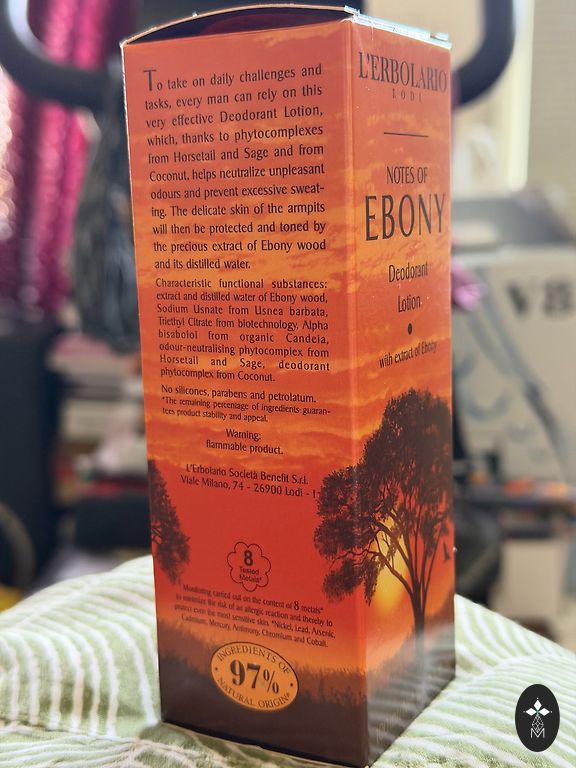 To take on daily challenges and
tasks, every man can rely on this
very effective Deodorant Lotion,
which, thanks to phytocomplexes
from Horsetail and Sage and from
Coconut, helps neutralize unpleasant
odours and prevent excessive sweat-
ing. The delicate skin of the armpits
will then be protected and toned by
the precious extract of Ebony wood
and its distilled water.
Characteristic functional substances:
extract and distilled water of Ebony wood,
Sodium Usnate from Usnea barbata,
Triethyl Citrate from biotechnology, Alpha
bisabolol from organic Candeia,
odour-neutralising phytocomplex from
Horsetail and Sage, deodorant
phytocomplex from Coconut.
No silicones, parabens and petrolatum.
*The remaining percentage of ingredients guaran-
tees product stability and appeal.
Warning:
flammable product.
L'Erbolario Società Benefit S.r.l.
Viale Milano, 74 - 26900 Lodi -
8
Tested
Metals*
Monitoring carried out on the content of 8 metals*
to minimize the risk of an allergic reaction and thereby to
protect even the most sensitive skin. *Nickel, Lead, Arsenic,
Cadmium, Mercury, Antimony, Chromium and Cobalt.
INGREDIENTS OF
97%
NATURAL ORIGIN*
L'ERBOLARIO
LODI
NOTES OF
EBONY
Deodorant
Lotion
with extract of Ebony
V8